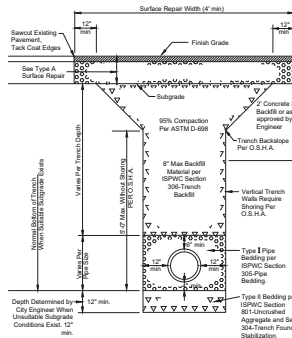 Surface Repair Width (4' min)
12"
min
12"
min
Sawcut Existing
Pavement,
Tack Coat Edges
Finish Grade
See Type A
Surface Repair
Subgrade
2' Concrete
Backfill or as
approved by
Engineer
95% Compaction
Per ASTM D-698
Trench Backslope
Per O.S.H.A.
Normal Bottom of Trench
When Suitable Subgrade Exists
Varies Per Trench Depth
5'-0" Max. Without Shoring
P.E.R. O.S.H.A.
8" Max Backfill
Material per
ISPWC Section
306-Trench
Backfill
Vertical Trench
Walls Require
Shoring Per
O.S.H.A.
Varies Per
Pipe Size
6" min
12"
min
12"
min
Type I Pipe
Bedding per
ISPWC Section
305-Pipe
Bedding.
Depth Determined by
City Engineer When
Unsuitable Subgrade
Conditions Exist. 12"
min.
12" min.
Type II Bedding p
ISPWC Section
801-Uncrushed
Aggregate and Se
304-Trench Found
Stabilization.